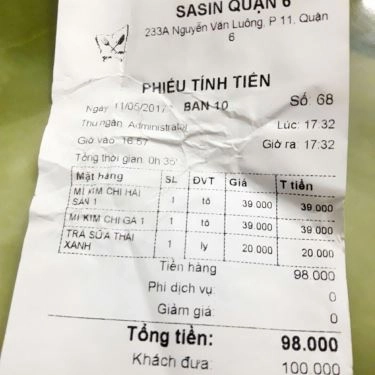 SASIN QUẬN 6
233A Nguyễn Văn Luông, P 11, Quận
6
PHIẾU TÍNH TIỀN
Ngày 11/05/2017 BÀN 10 Số: 68
Thu ngân: Administrator Lúc: 17:32
Giờ vào: 16:57 Giờ ra: 17:32
Tổng thời gian: 0h 35'
Mặt hàng SL ĐVT Giá T tiền
MÌ KIM CHI HẢI
SẢN 1 1 tô 39.000 39.000
MÌ KIM CHI GÀ 1 1 tô 39.000 39.000
TRÀ SỮA THÁI
XANH 1 ly 20.000 20.000
Tiền hàng 98.000
Phí dịch vụ: 0
Giảm giá: 0
Tổng tiền: 98.000
Khách đưa: 100.000